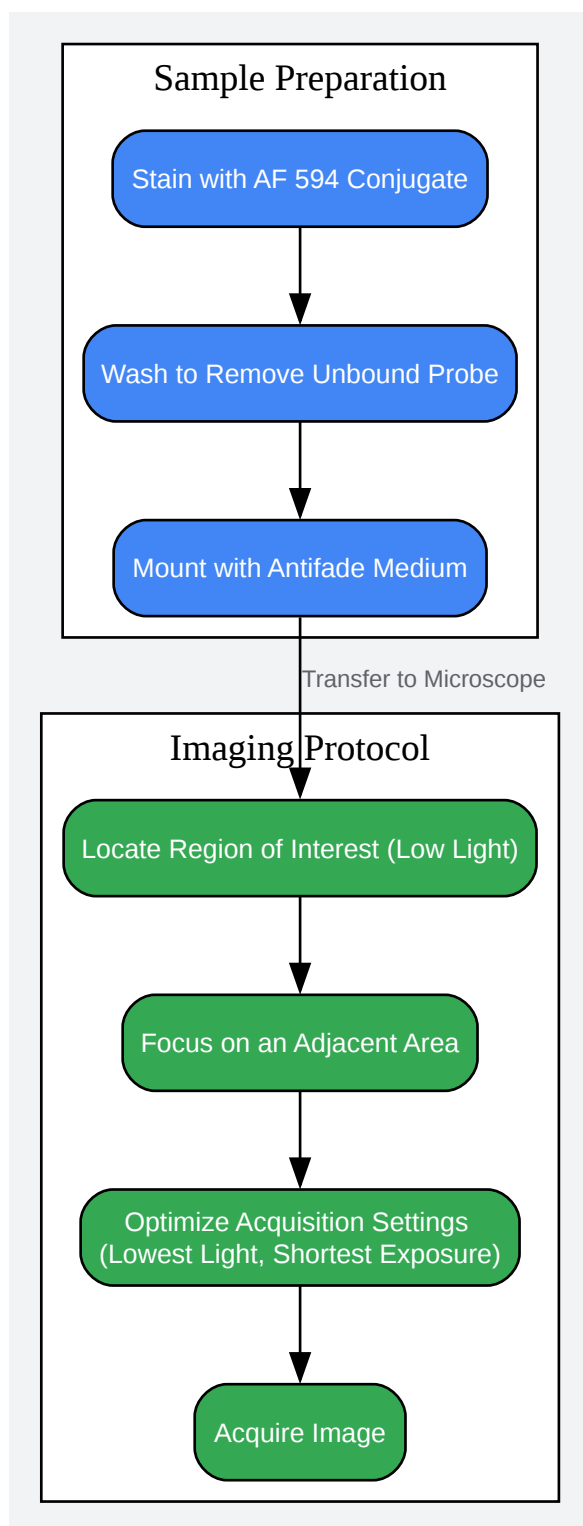 Sample Preparation
Stain with AF 594 Conjugate
Wash to Remove Unbound Probe
Mount with Antifade Medium
Transfer to Microscope
Imaging Protocol
Locate Region of Interest (Low Light)
Focus on an Adjacent Area
Optimize Acquisition Settings
(Lowest Light, Shortest Exposure)
Acquire Image